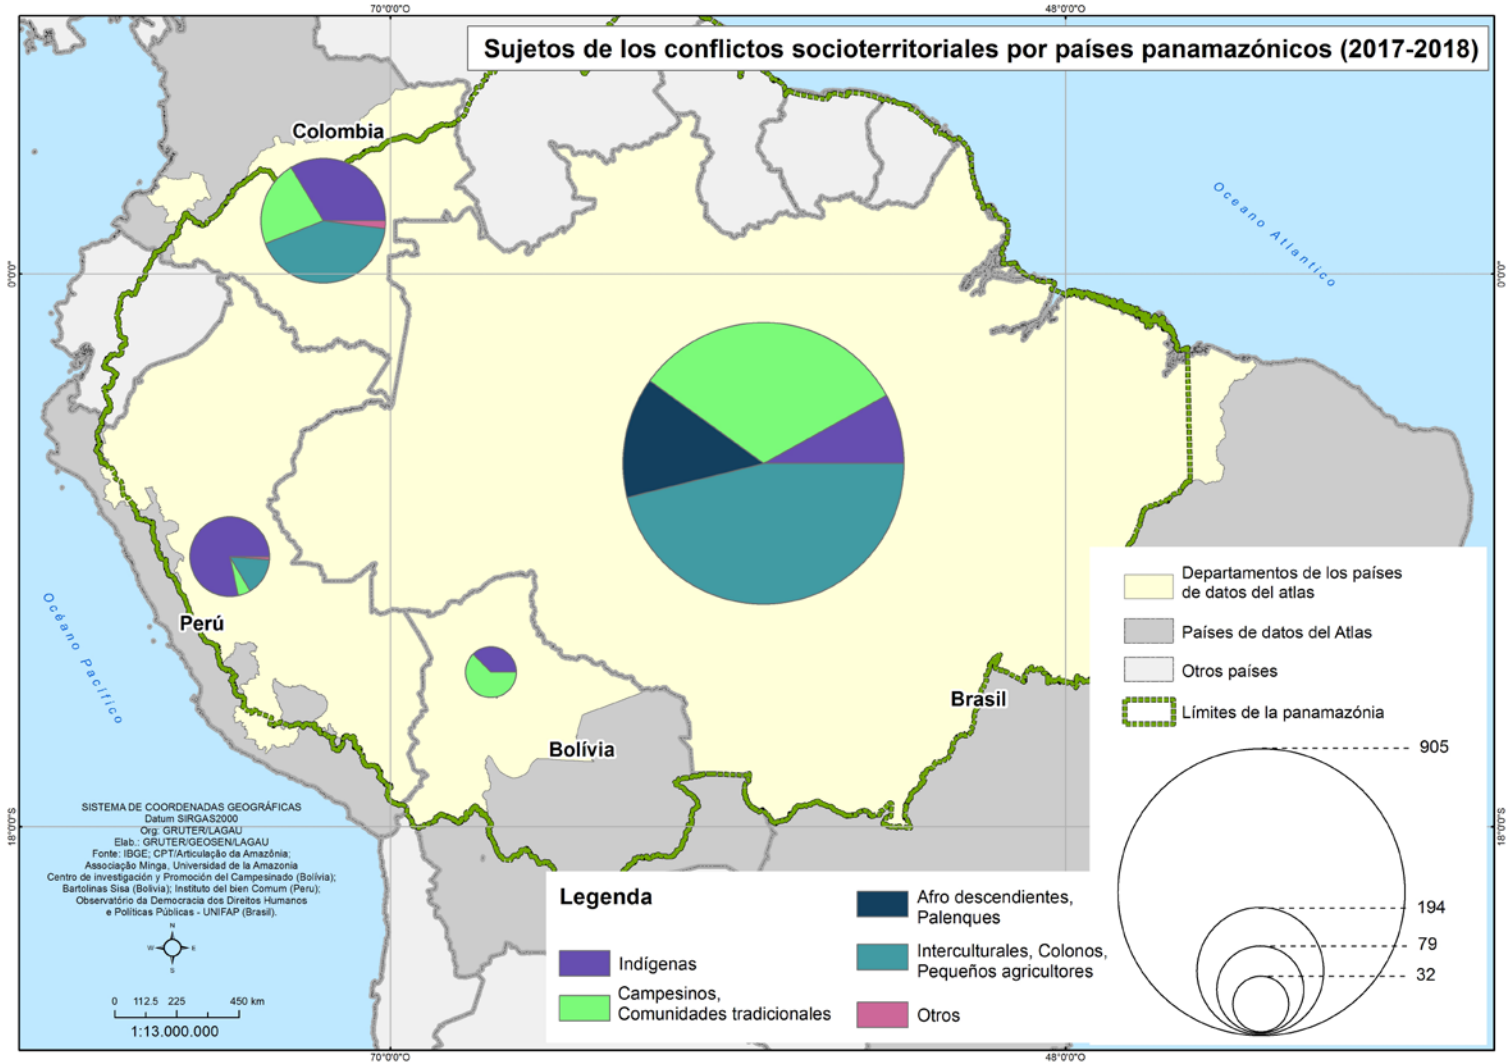 70°0'0"O
48°0'0"O
Sujetos de los conflictos socioterritoriales por países panamazónicos (2017-2018)
Colombia
Oceano Atlantico
0°0'0"
0°0'0"
Perú
Océano Pacífico
Bolívia
Brasil
Departamentos de los países
de datos del atlas
Países de datos del Atlas
Otros países
Límites de la panamazónia
905
194
79
32
18°0'0"S
18°0'0"S
SISTEMA DE COORDENADAS GEOGRÁFICAS
Datum SIRGAS2000
Org: GRUTER/LAGAU
Elab.: GRUTER/GEOSEN/LAGAU
Fonte: IBGE; CPT/Articulação da Amazônia;
Associação Minga, Universidad de la Amazonia
Centro de investigación y Promoción del Campesinado (Bolívia);
Bartolinas Sisa (Bolivia); Instituto del bien Comum (Peru);
Observatório da Democracia dos Direitos Humanos
e Políticas Públicas - UNIFAP (Brasil).
N
W E
S
0 112.5 225 450 km
1:13.000.000
Legenda
Indígenas
Campesinos,
Comunidades tradicionales
Afro descendientes,
Palenques
Interculturales, Colonos,
Pequeños agricultores
Otros
70°0'0"O
48°0'0"O